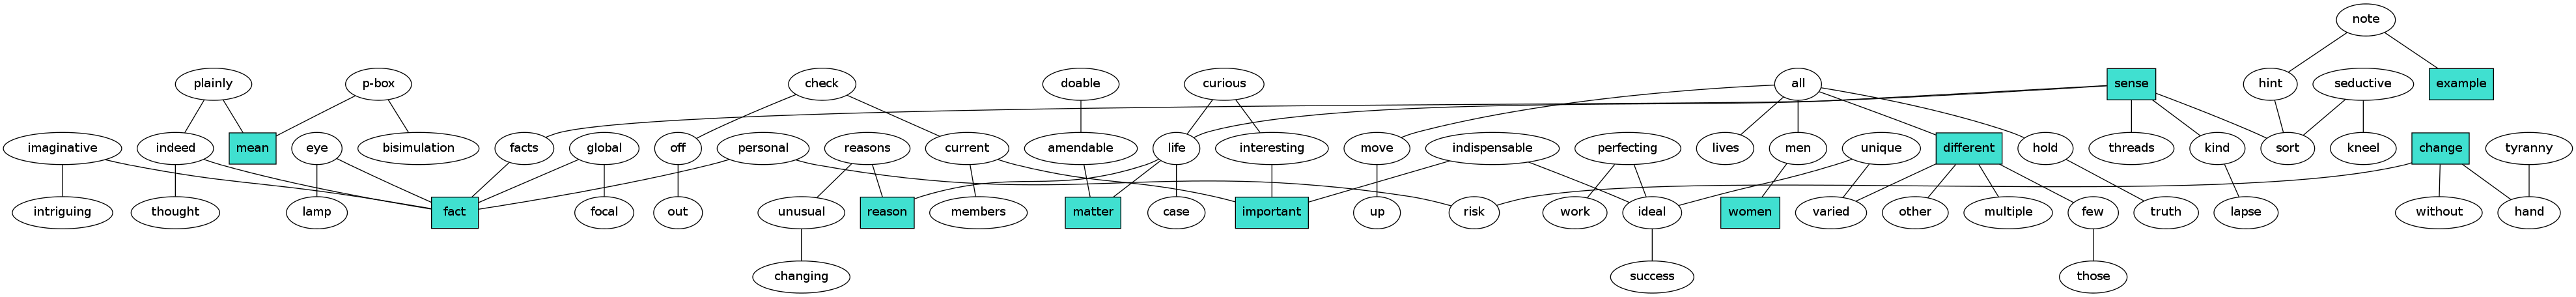 note
plainly p-box check doable curious all sense hint seductive example
imaginative indeed mean eye bisimulation facts global off personal reasons current amendable life interesting move indispensable perfecting lives men unique different hold threads kind sort kneel change tyranny
intriguing thought lamp fact focal out unusual reason members matter case important up risk work ideal women varied other multiple few truth lapse without hand
changing success those